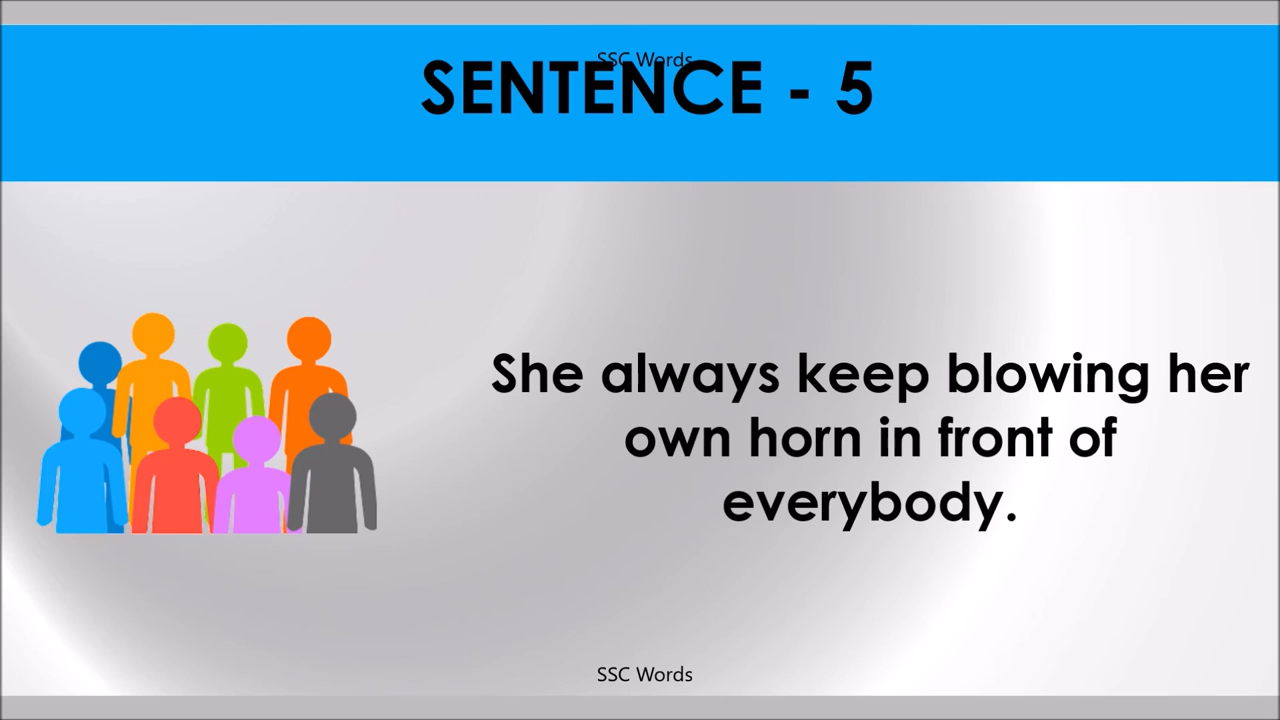 SSC Words
SENTENCE - 5
She always keep blowing her
own horn in front of
everybody.
SSC Words